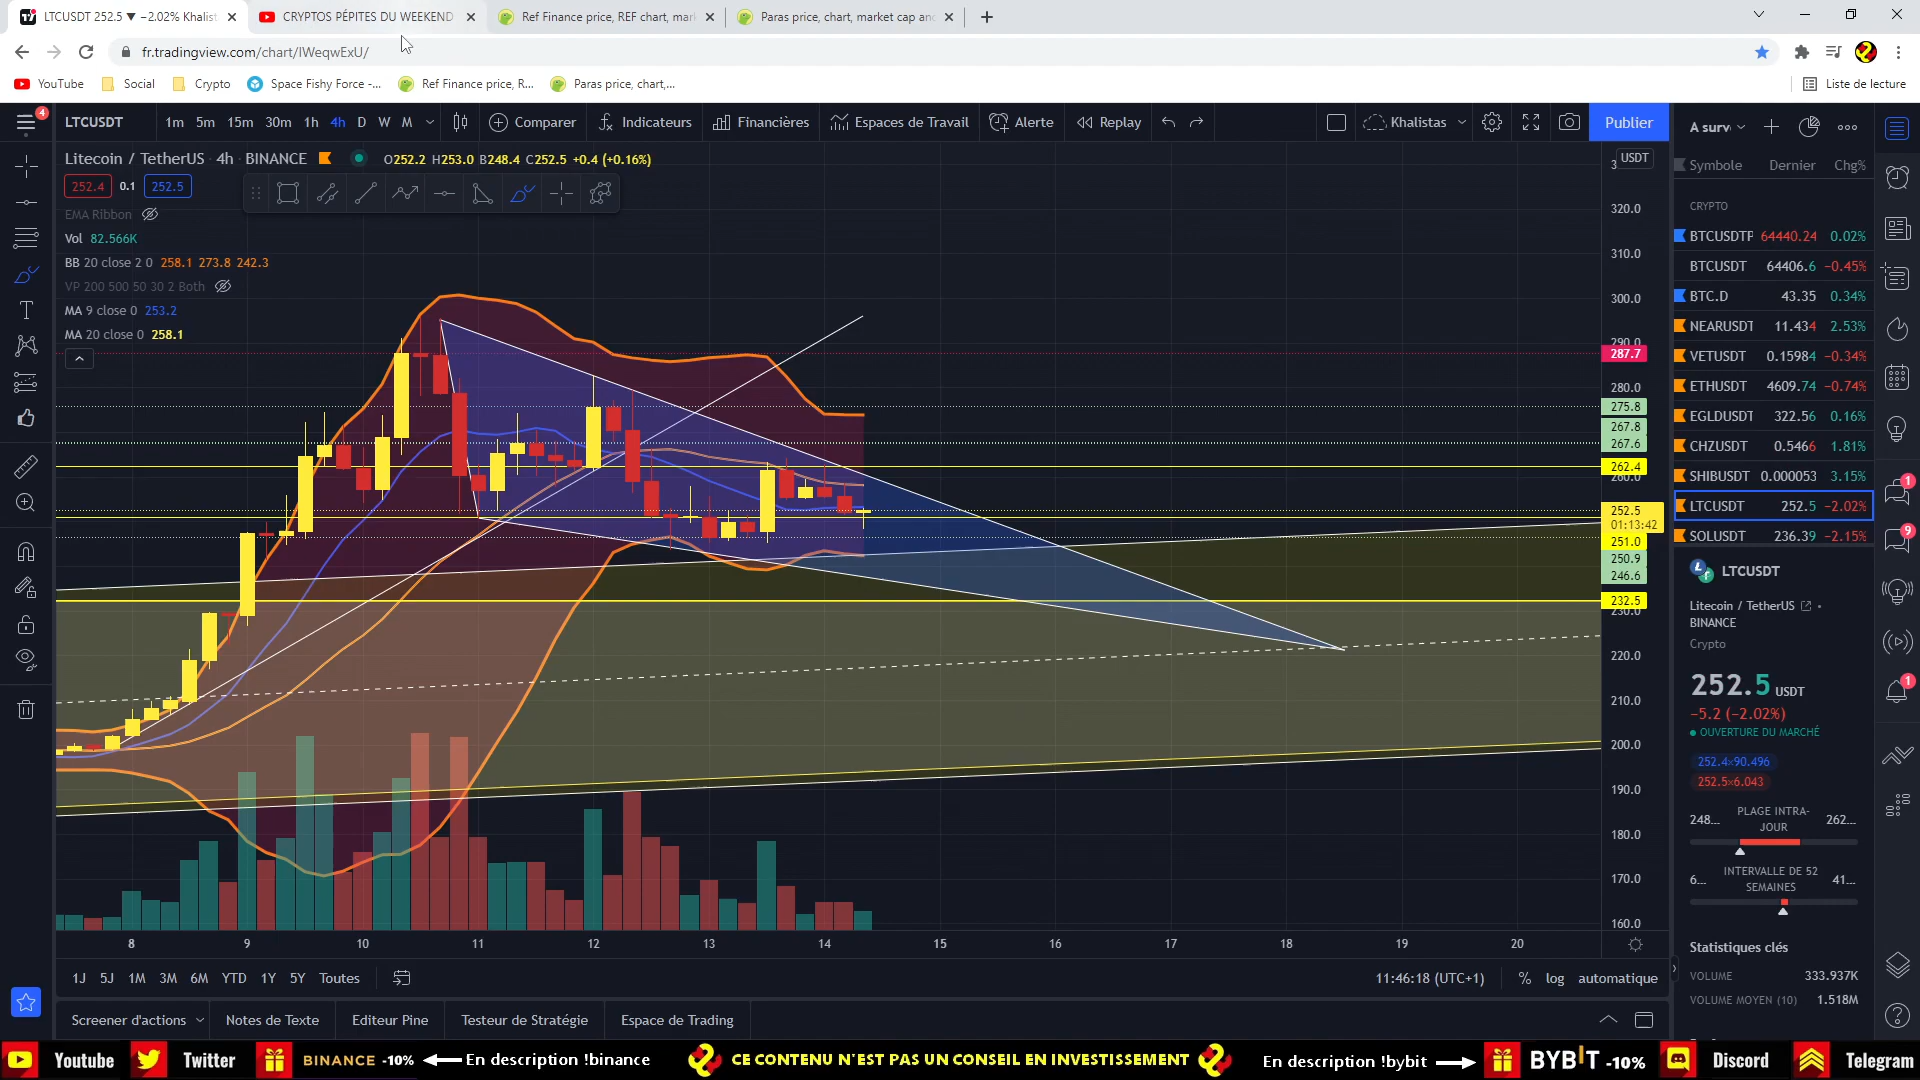 LTCUSDT 252.5 ▼ −2.02% Khalist
CRYPTOS PÉPITES DU WEEKEND
Ref Finance price, REF chart, mar
Paras price, chart, market cap an
fr.tradingview.com/chart/IWeqwExU/
YouTube
Social
Crypto
Space Fishy Force -...
Ref Finance price, R...
Paras price, chart,...
Liste de lecture
4
LTCUSDT
1m 5m 15m 30m 1h 4h D W M
Comparer
Indicateurs
Financières
Espaces de Travail
Alerte
Replay
Khalistas
Publier
A surv
Litecoin / TetherUS · 4h · BINANCE
O252.2 H253.0 B248.4 C252.5 +0.4 (+0.16%)
252.4 0.1 252.5
EMA Ribbon
Vol 82.566K
BB 20 close 2 0 258.1 273.8 242.3
VP 200 500 50 30 2 Both
MA 9 close 0 253.2
MA 20 close 0 258.1
USDT
320.0
310.0
300.0
290.0
287.7
280.0
275.8
267.8
267.6
262.4
260.0
252.5
01:13:42
251.0
250.9
246.6
232.5
230.0
220.0
210.0
200.0
190.0
180.0
170.0
160.0
8 9 10 11 12 13 14 15 16 17 18 19 20
1J 5J 1M 3M 6M YTD 1Y 5Y Toutes
11:46:18 (UTC+1)
% log automatique
Screener d'actions
Notes de Texte
Editeur Pine
Testeur de Stratégie
Espace de Trading
Symbole Dernier Chg%
CRYPTO
BTCUSDTP 64440.24 0.02%
BTCUSDT 64406.6 −0.45%
BTC.D 43.35 0.34%
NEARUSDT 11.434 2.53%
VETUSDT 0.15984 −0.34%
ETHUSDT 4609.74 −0.74%
EGLDUSDT 322.56 0.16%
CHZUSDT 0.5466 1.81%
SHIBUSDT 0.000053 3.15%
LTCUSDT 252.5 −2.02%
SOLUSDT 236.39 −2.15%
LTCUSDT
Litecoin / TetherUS •
BINANCE
Crypto
252.5 USDT
−5.2 (−2.02%)
OUVERTURE DU MARCHÉ
252.4×90.496
252.5×6.043
248... PLAGE INTRA-JOUR 262...
6... INTERVALLE DE 52 SEMAINES 41...
Statistiques clés
VOLUME 333.937K
VOLUME MOYEN (10) 1.518M
1
9
1
Youtube
Twitter
BINANCE -10%
En description !binance
CE CONTENU N'EST PAS UN CONSEIL EN INVESTISSEMENT
En description !bybit
BYBIT -10%
Discord
Telegram